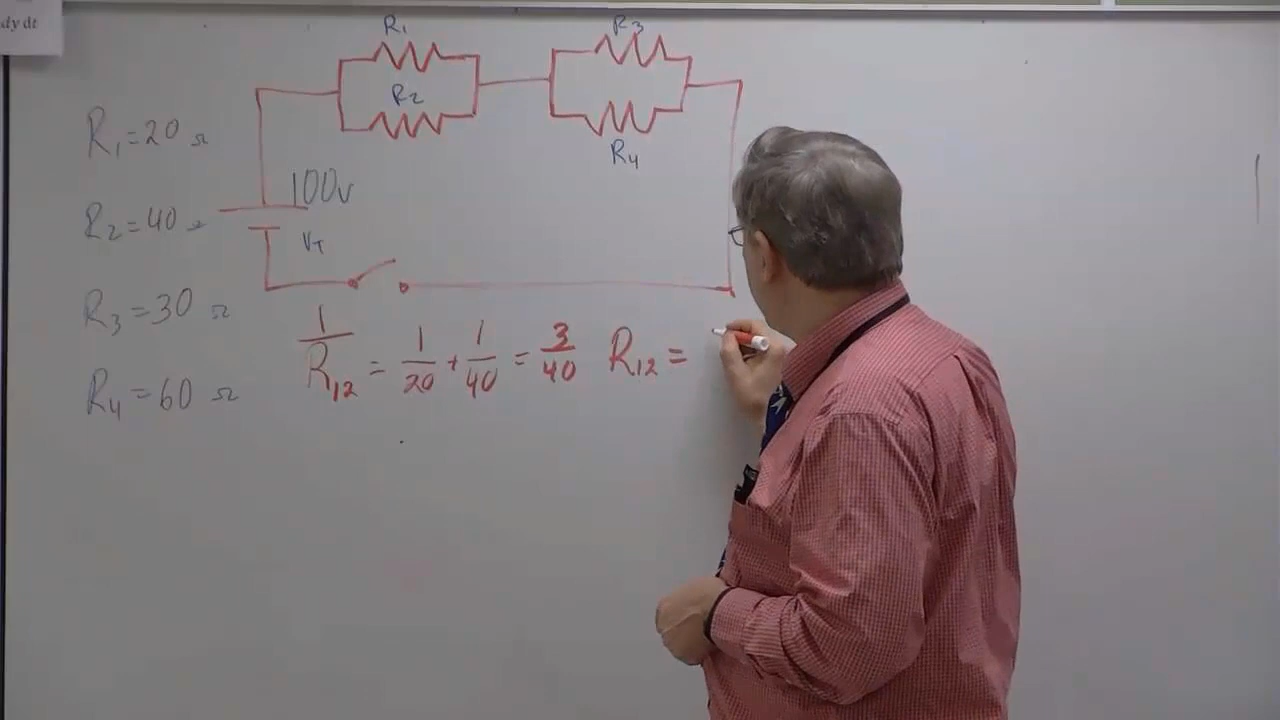 dy dt
R1
R3
R2
R4
R1=20 Ω
100v
R2=40 Ω
VT
R3=30 Ω
1/R12 = 1/20 + 1/40 = 3/40 R12 =
R4=60 Ω